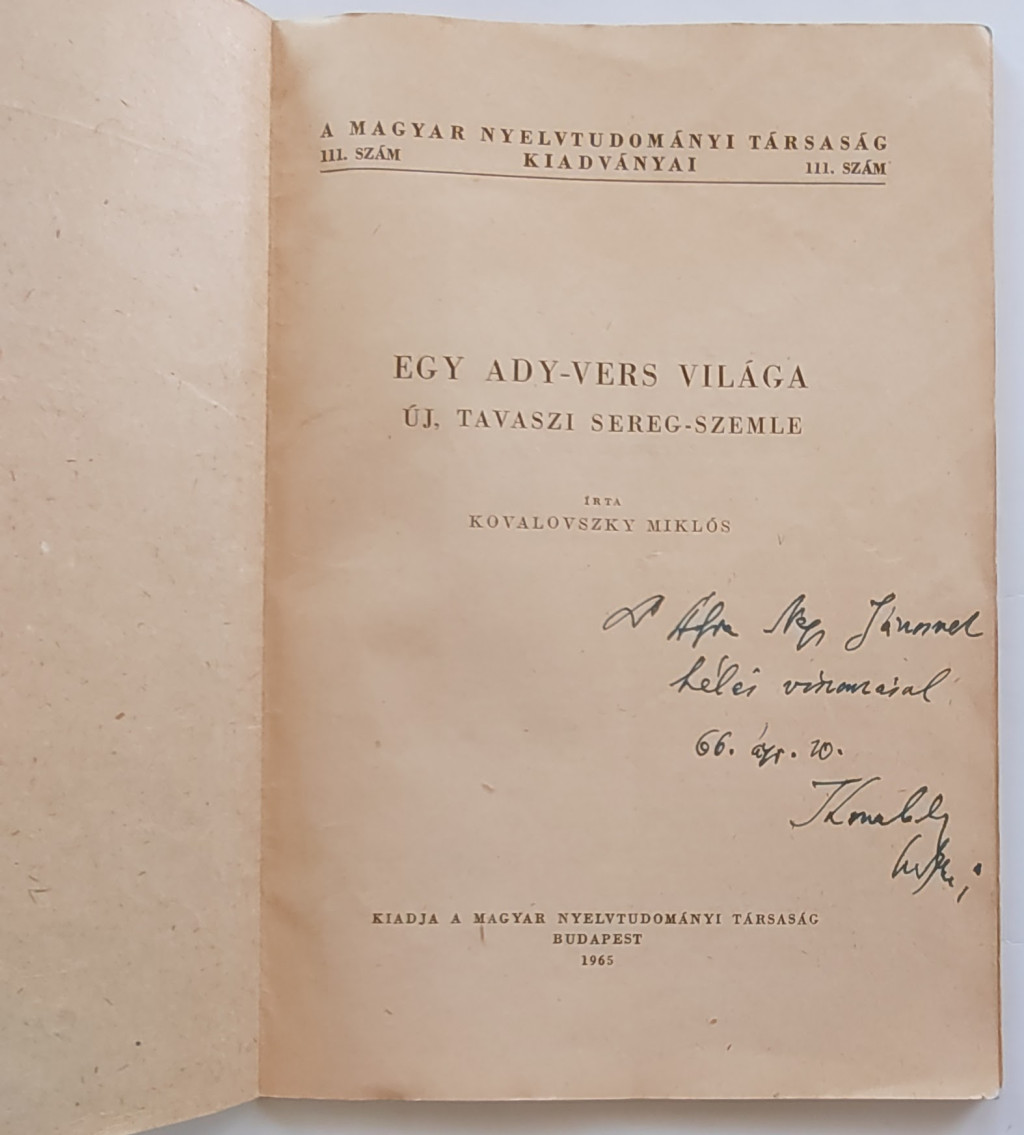 A MAGYAR NYELVTUDOMÁNYI TÁRSASÁG
111. SZÁM KIADVÁNYAI 111. SZÁM
EGY ADY-VERS VILÁGA
ÚJ, TAVASZI SEREG-SZEMLE
ÍRTA
KOVALOVSZKY MIKLÓS
Nagy Jánosnak
hálás
66. ápr. 20.
KIADJA A MAGYAR NYELVTUDOMÁNYI TÁRSASÁG
BUDAPEST
1965